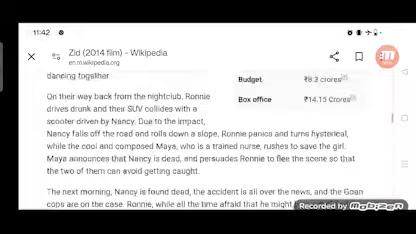 11:42
Zid (2014 film) - Wikipedia
en.m.wikipedia.org
dancing together
Budget ₹8.2 crores
Box office ₹14.15 Crores
On their way back from the nightclub, Ronnie
drives drunk and their SUV collides with a
scooter driven by Nancy. Due to the impact,
Nancy falls off the road and rolls down a slope, Ronnie panics and turns hysterical,
while the cool and composed Maya, who is a trained nurse, rushes to save the girl.
Maya announces that Nancy is dead, and persuades Ronnie to flee the scene so that
the two of them can avoid getting caught.
The next morning, Nancy is found dead, the accident is all over the news, and the Goan
cops are on the case. Ronnie, while all the time afraid that he might
Recorded by Mobizen